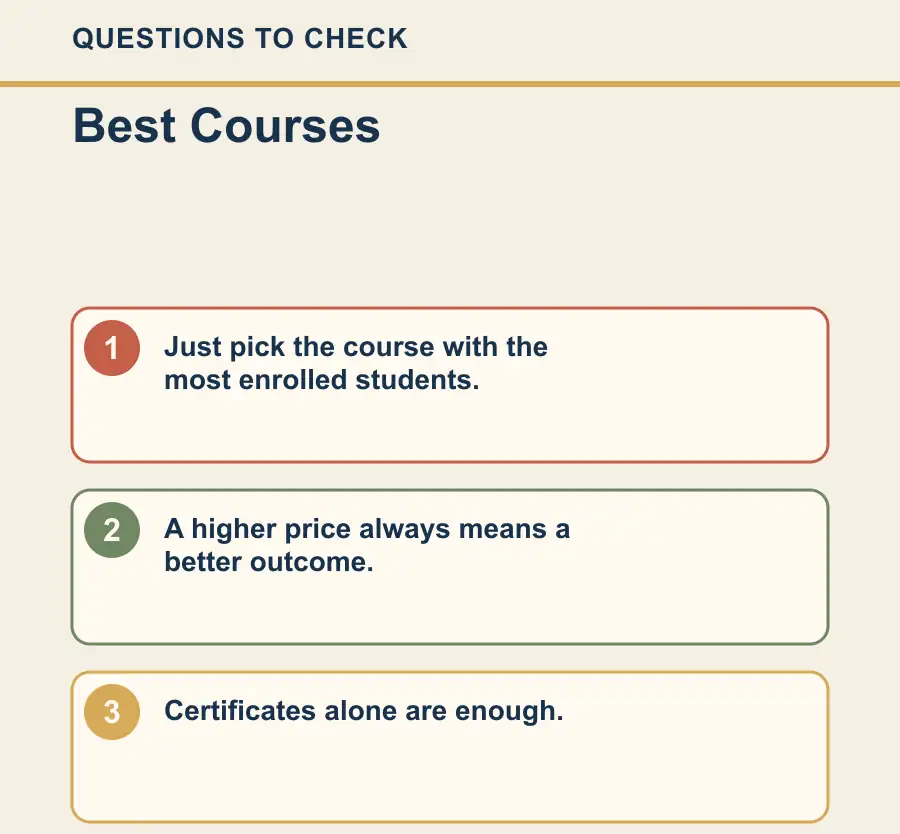 QUESTIONS TO CHECK
Best Courses
1
Just pick the course with the
most enrolled students.
2
A higher price always means a
better outcome.
3
Certificates alone are enough.